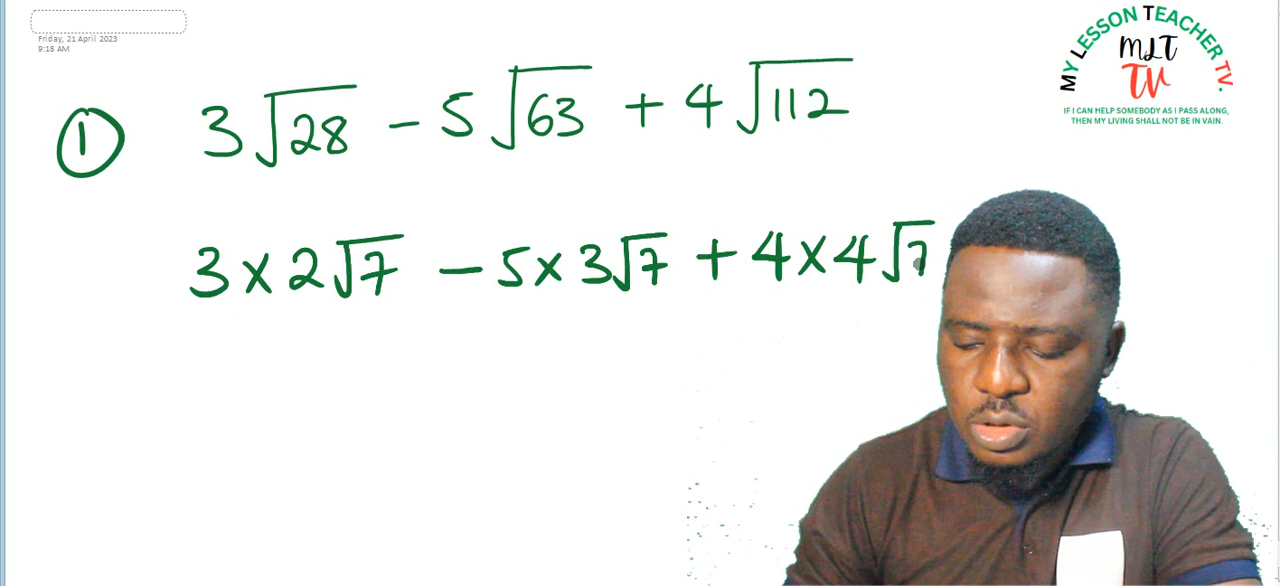 Friday, 21 April 2023
9:18 AM
MY LESSON TEACHER TV.
MLT
TV
IF I CAN HELP SOMEBODY AS I PASS ALONG,
THEN MY LIVING SHALL NOT BE IN VAIN.
① 3√28 - 5√63 + 4√112
3 × 2√7 - 5 × 3√7 + 4 × 4√7